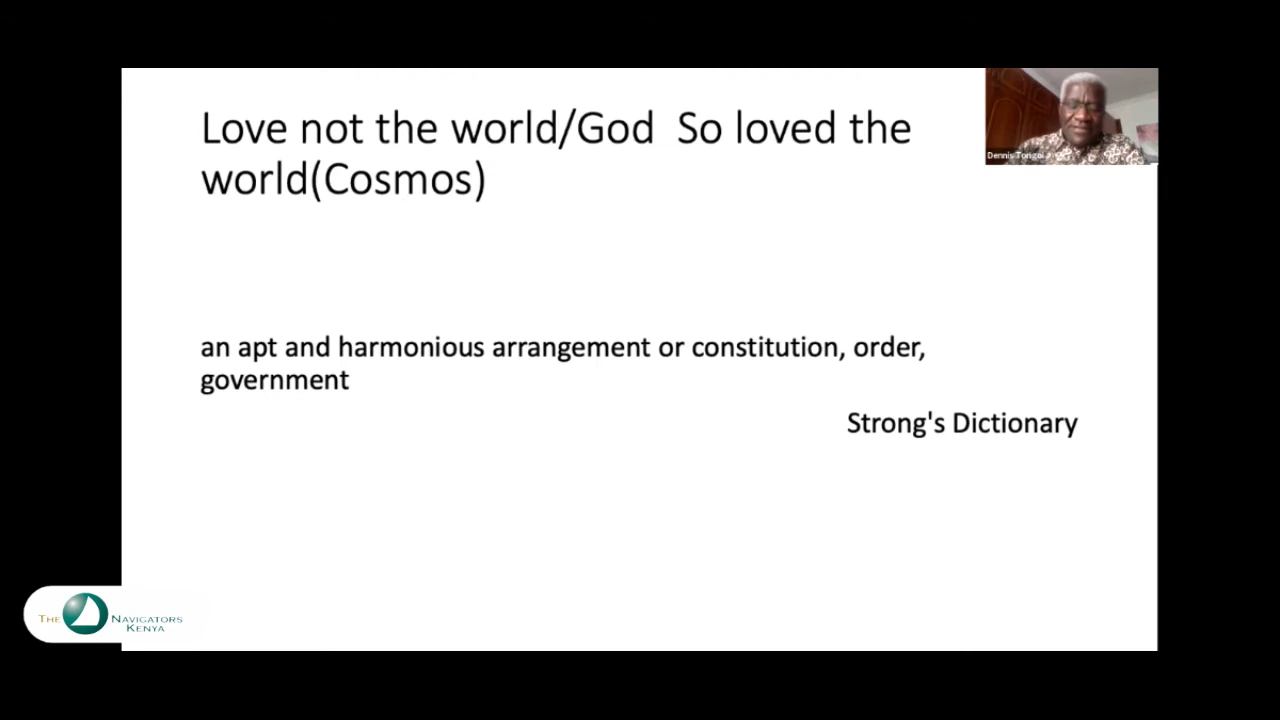 Love not the world/God  So loved the
world(Cosmos)
Dennis Tongoi
an apt and harmonious arrangement or constitution, order,
government
Strong's Dictionary
THE NAVIGATORS
KENYA